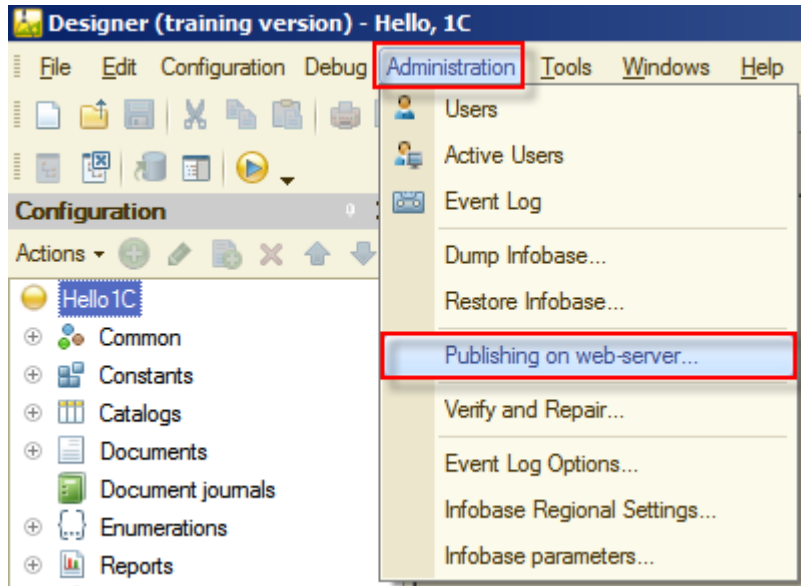 Designer (training version) - Hello, 1C
File Edit Configuration Debug Administration Tools Windows Help
Users
Active Users
Event Log
Dump Infobase...
Restore Infobase...
Publishing on web-server...
Verify and Repair...
Event Log Options...
Infobase Regional Settings...
Infobase parameters...
Configuration
Actions
Hello1C
Common
Constants
Catalogs
Documents
Document journals
Enumerations
Reports